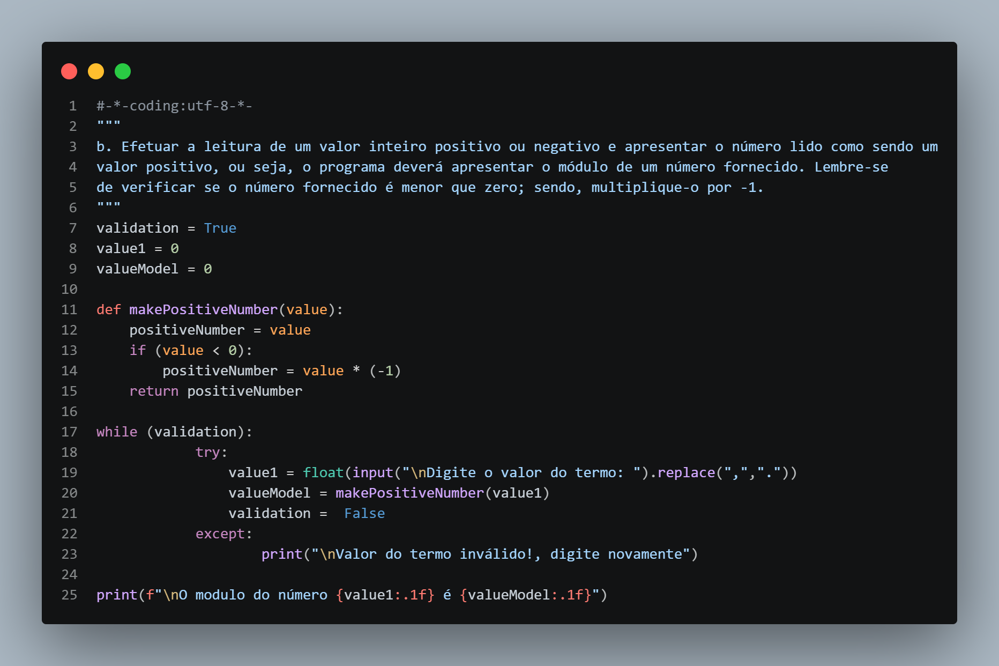 1 #-*-coding:utf-8-*-
2 """
3 b. Efetuar a leitura de um valor inteiro positivo ou negativo e apresentar o número lido como sendo um
4 valor positivo, ou seja, o programa deverá apresentar o módulo de um número fornecido. Lembre-se
5 de verificar se o número fornecido é menor que zero; sendo, multiplique-o por -1.
6 """
7 validation = True
8 value1 = 0
9 valueModel = 0
10
11 def makePositiveNumber(value):
12     positiveNumber = value
13     if (value < 0):
14         positiveNumber = value * (-1)
15     return positiveNumber
16
17 while (validation):
18             try:
19                 value1 = float(input("\nDigite o valor do termo: ").replace(",","."))
20                 valueModel = makePositiveNumber(value1)
21                 validation =  False
22             except:
23                     print("\nValor do termo inválido!, digite novamente")
24
25 print(f"\nO modulo do número {value1:.1f} é {valueModel:.1f}")